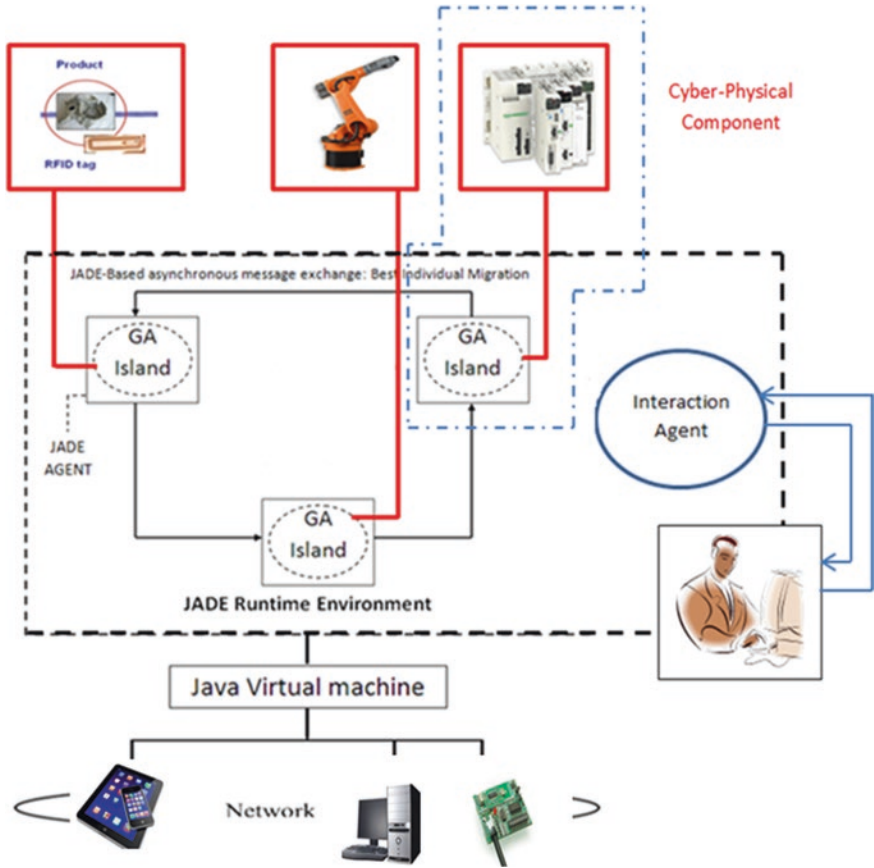 Product
RFID tag
Cyber-Physical
Component
JADE-Based asynchronous message exchange: Best Individual Migration
GA
Island
GA
Island
Interaction
Agent
JADE
AGENT
GA
Island
JADE Runtime Environment
Java Virtual machine
Network